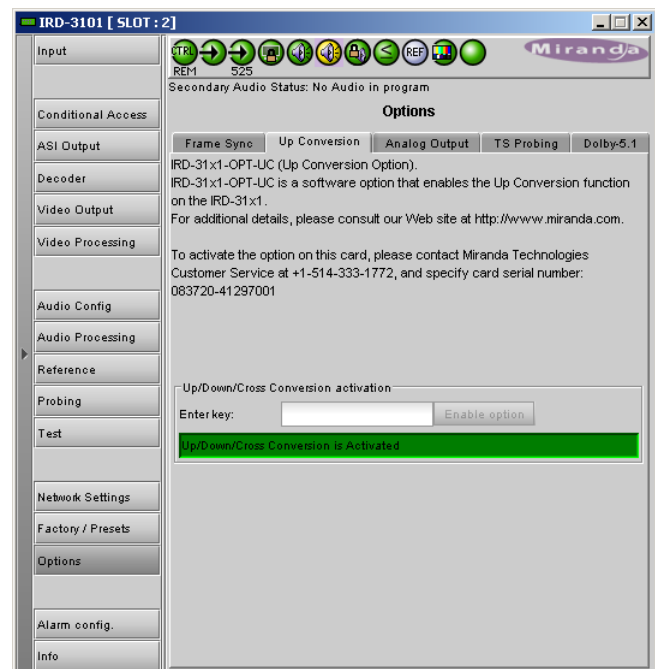 IRD-3101 [ SLOT : 2]
Input
Conditional Access
ASI Output
Decoder
Video Output
Video Processing
Audio Config
Audio Processing
Reference
Probing
Test
Network Settings
Factory / Presets
Options
Alarm config.
Info
CTRL
REF
Miranda
REM 525
Secondary Audio Status: No Audio in program
Options
Frame Sync Up Conversion Analog Output TS Probing Dolby-5.1
IRD-31x1-OPT-UC (Up Conversion Option).
IRD-31x1-OPT-UC is a software option that enables the Up Conversion function
on the IRD-31x1.
For additional details, please consult our Web site at http://www.miranda.com.
To activate the option on this card, please contact Miranda Technologies
Customer Service at +1-514-333-1772, and specify card serial number:
083720-41297001
Up/Down/Cross Conversion activation
Enter key: Enable option
Up/Down/Cross Conversion is Activated